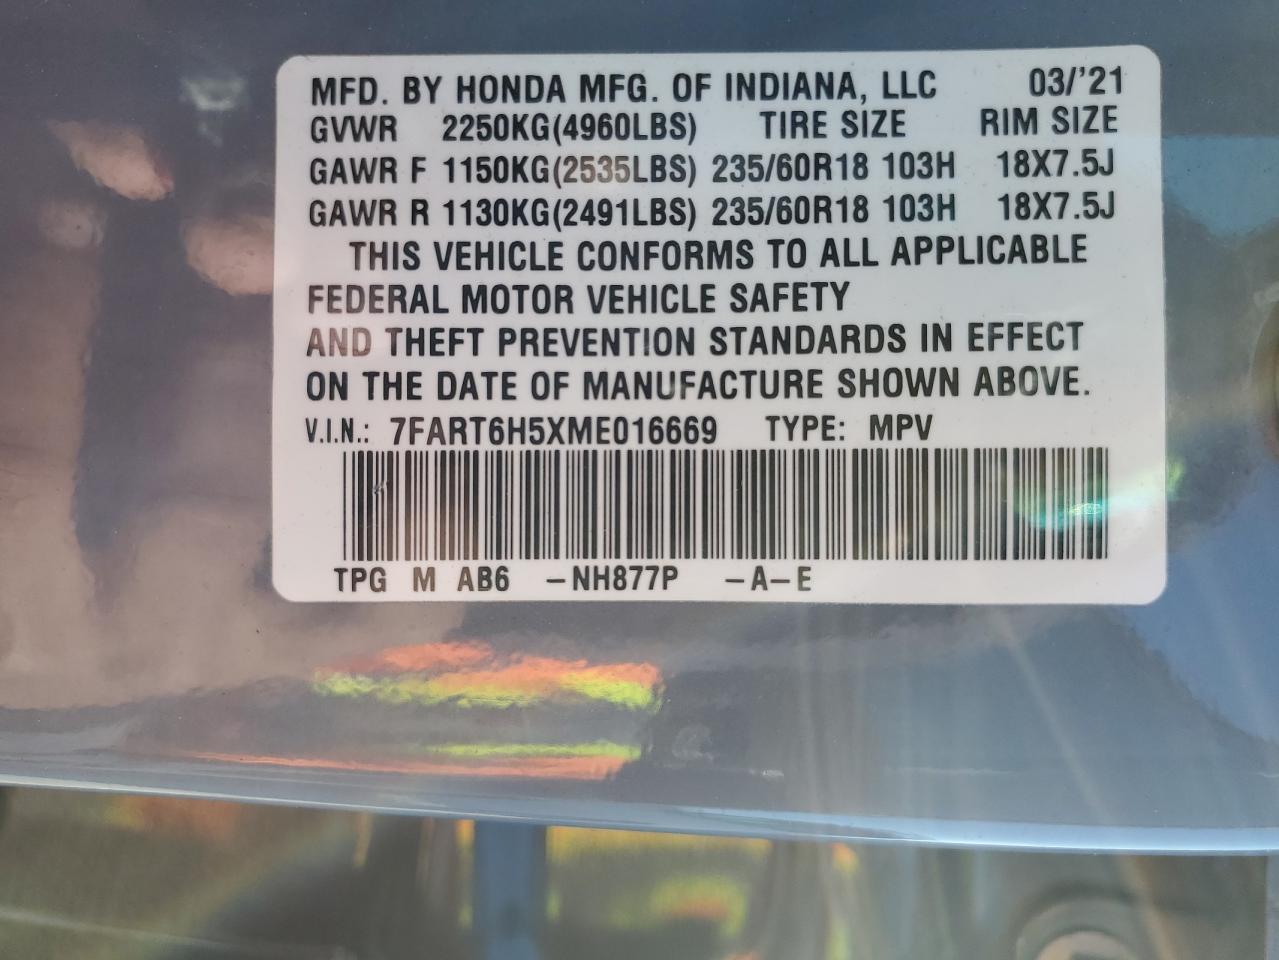 MFD. BY HONDA MFG. OF INDIANA, LLC 03/'21
GVWR 2250KG(4960LBS) TIRE SIZE RIM SIZE
GAWR F 1150KG(2535LBS) 235/60R18 103H 18X7.5J
GAWR R 1130KG(2491LBS) 235/60R18 103H 18X7.5J
THIS VEHICLE CONFORMS TO ALL APPLICABLE
FEDERAL MOTOR VEHICLE SAFETY
AND THEFT PREVENTION STANDARDS IN EFFECT
ON THE DATE OF MANUFACTURE SHOWN ABOVE.
V.I.N.: 7FART6H5XME016669 TYPE: MPV
TPG M AB6 -NH877P -A-E